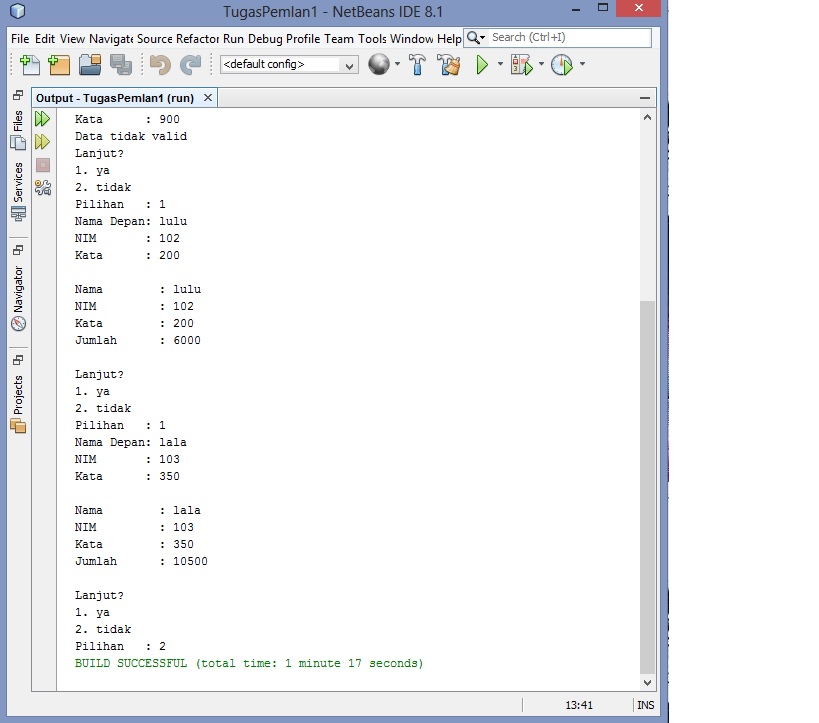 TugasPemlan1 - NetBeans IDE 8.1
File Edit View Navigate Source Refactor Run Debug Profile Team Tools Window Help
Search (Ctrl+I)
<default config>
Output - TugasPemlan1 (run)
Files
Services
Navigator
Projects
Kata : 900
Data tidak valid
Lanjut?
1. ya
2. tidak
Pilihan : 1
Nama Depan: lulu
NIM : 102
Kata : 200
Nama : lulu
NIM : 102
Kata : 200
Jumlah : 6000
Lanjut?
1. ya
2. tidak
Pilihan : 1
Nama Depan: lala
NIM : 103
Kata : 350
Nama : lala
NIM : 103
Kata : 350
Jumlah : 10500
Lanjut?
1. ya
2. tidak
Pilihan : 2
BUILD SUCCESSFUL (total time: 1 minute 17 seconds)
13:41 INS